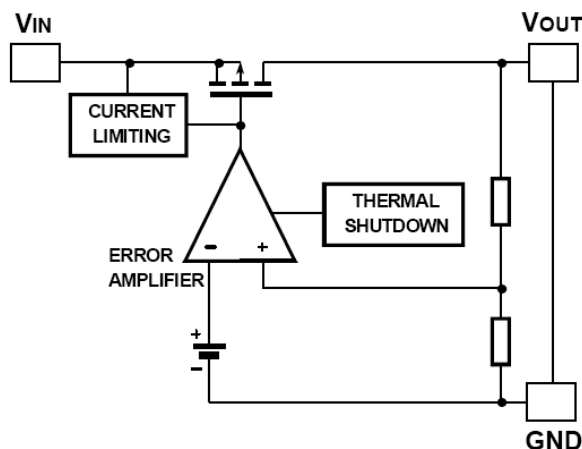 VIN
VOUT
CURRENT
LIMITING
THERMAL
SHUTDOWN
- +
ERROR
AMPLIFIER
+
-
GND